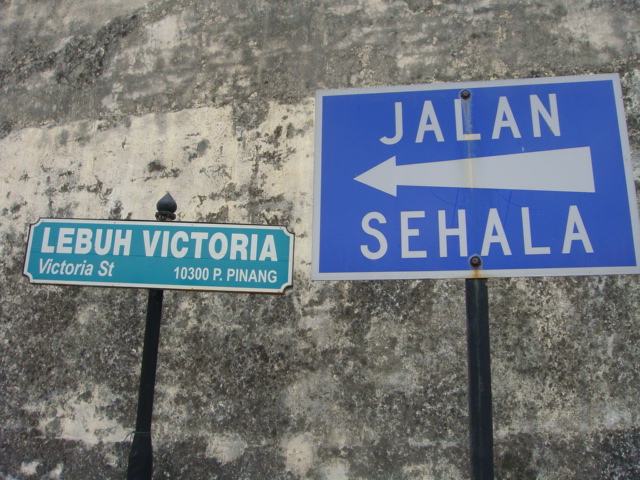 LEBUH VICTORIA
Victoria St 10300 P. PINANG
JALAN
SEHALA